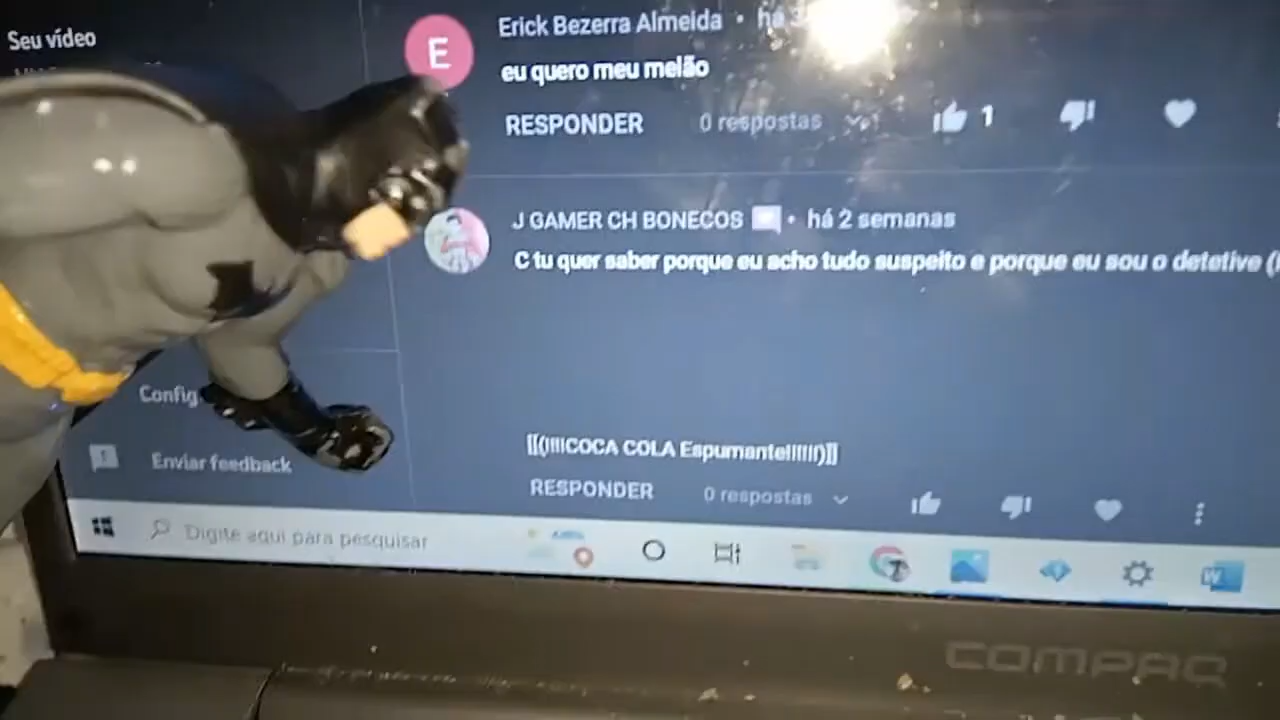 Seu vídeo
Erick Bezerra Almeida • há
E
eu quero meu melão
RESPONDER 0 respostas 1
J GAMER CH BONECOS • há 2 semanas
C tu quer saber porque eu acho tudo suspeito e porque eu sou o detetive
Config
[[(!!!!COCA COLA Espumante!!!!!!)]]
Enviar feedback
RESPONDER 0 respostas
Digite aqui para pesquisar
W
COMPAQ